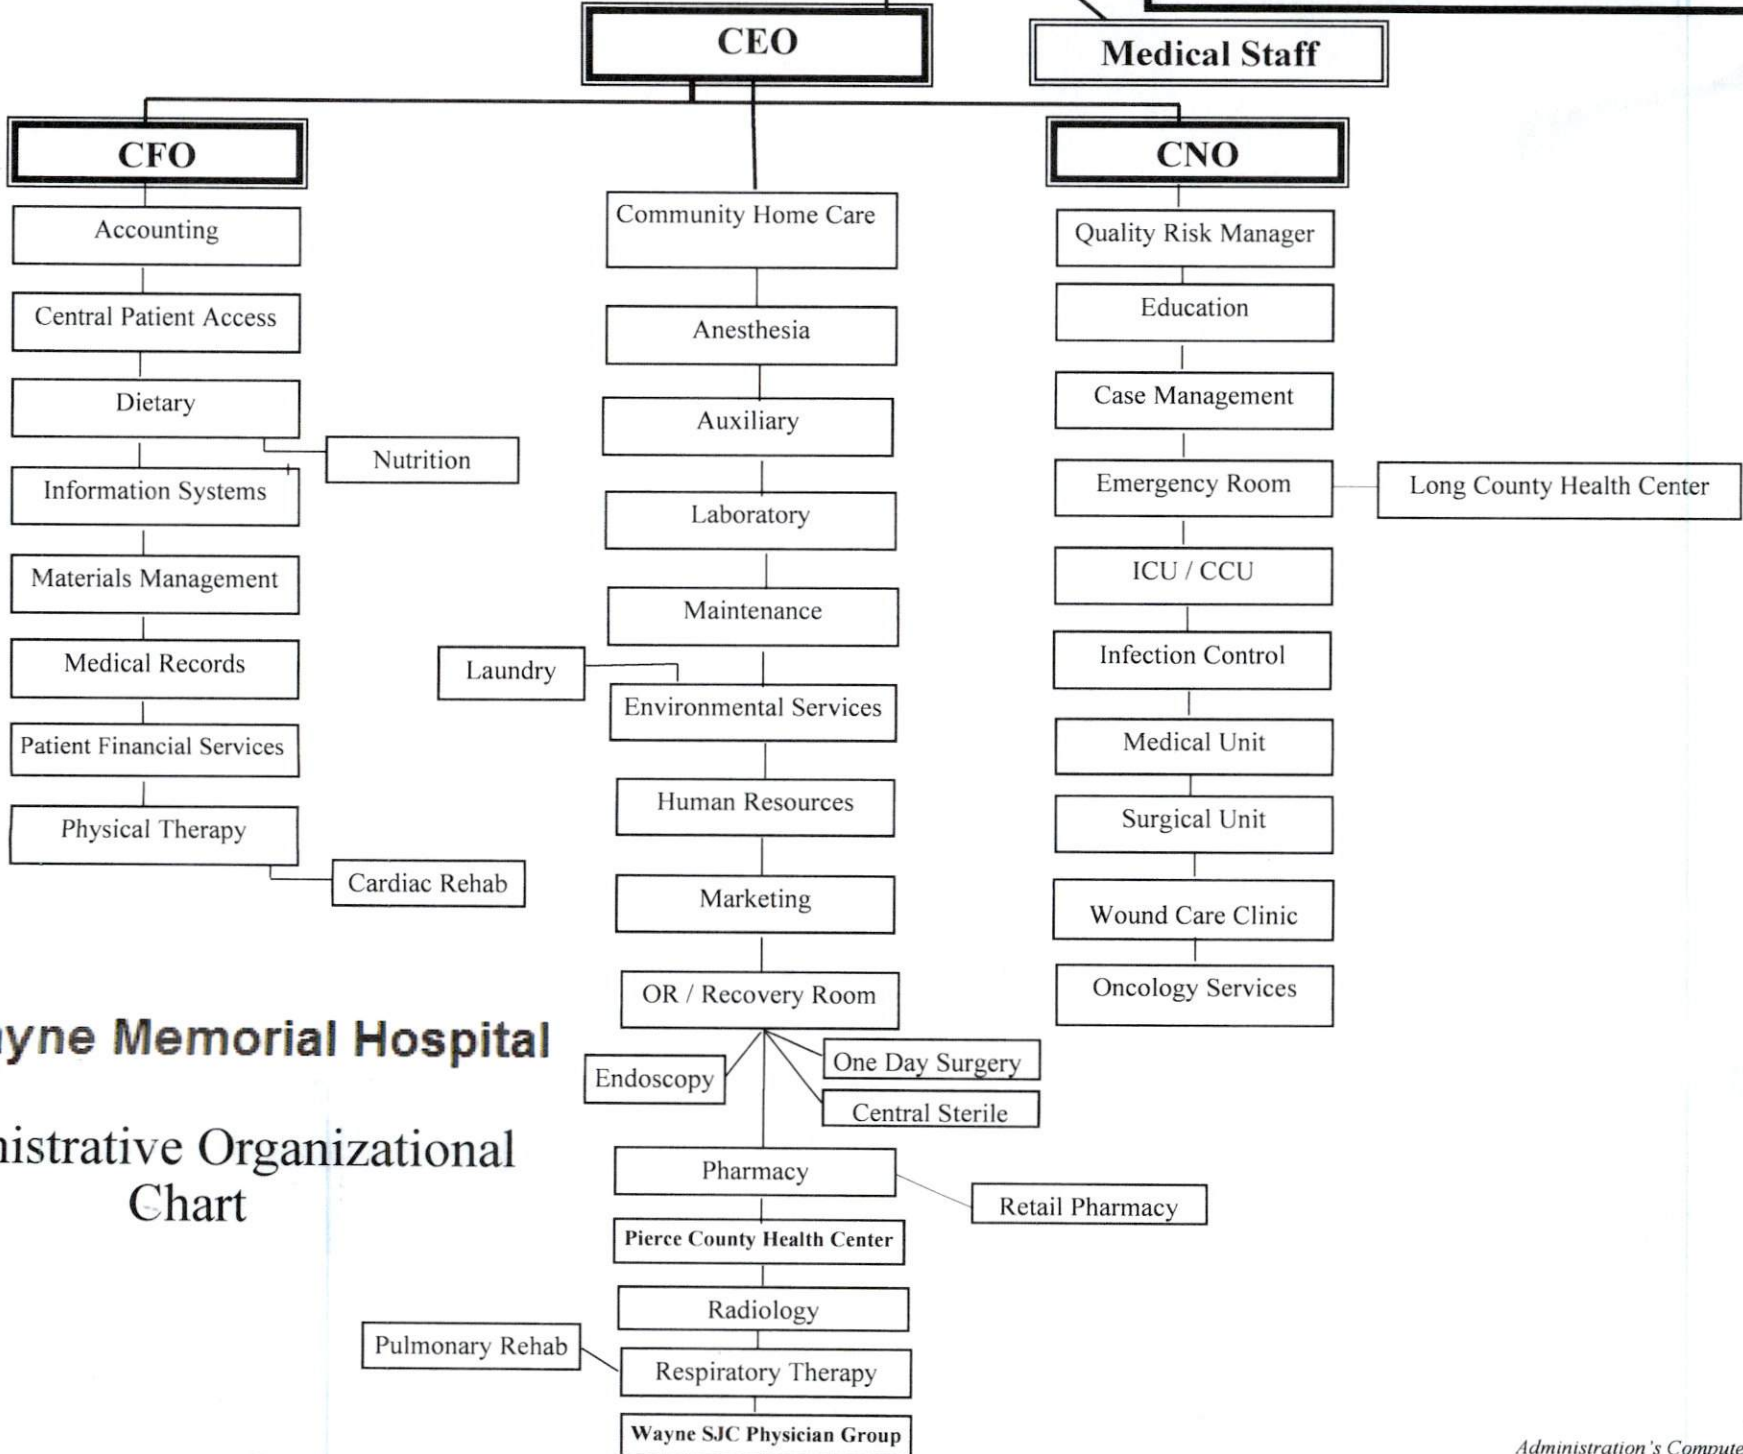 CEO
Medical Staff
CFO
CNO
Accounting
Central Patient Access
Dietary
Nutrition
Information Systems
Materials Management
Medical Records
Patient Financial Services
Physical Therapy
Cardiac Rehab
Community Home Care
Anesthesia
Auxiliary
Laboratory
Maintenance
Laundry
Environmental Services
Human Resources
Marketing
OR / Recovery Room
Endoscopy
One Day Surgery
Central Sterile
Pharmacy
Retail Pharmacy
Pierce County Health Center
Radiology
Pulmonary Rehab
Respiratory Therapy
Wayne SJC Physician Group
Quality Risk Manager
Education
Case Management
Emergency Room
Long County Health Center
ICU / CCU
Infection Control
Medical Unit
Surgical Unit
Wound Care Clinic
Oncology Services
yne Memorial Hospital
nistrative Organizational
Chart
Administration's Compute